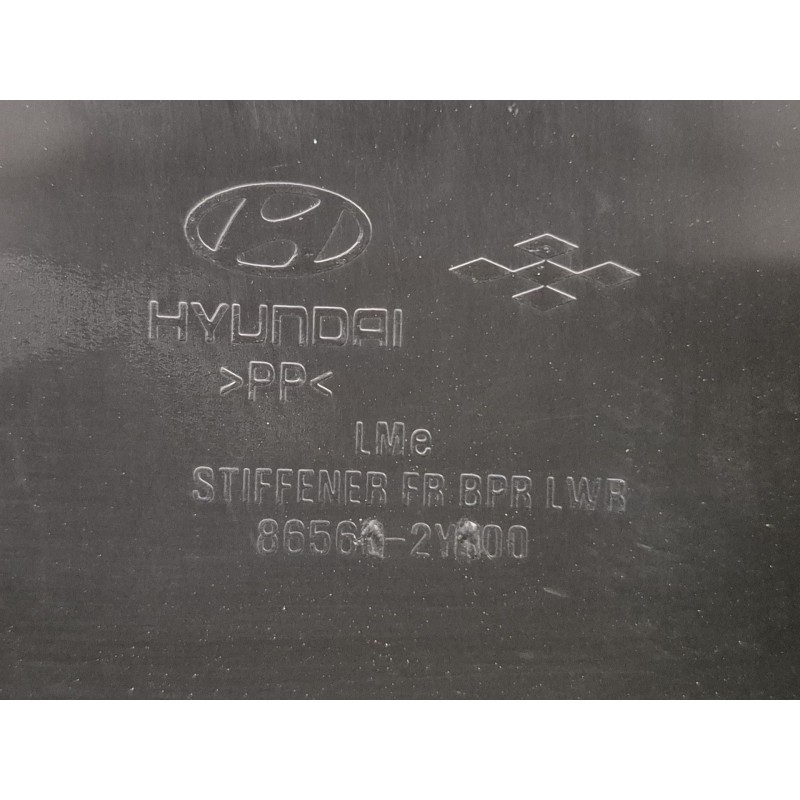 HYUNDAI
>PP<
LMe
STIFFENER FR BPR LWR